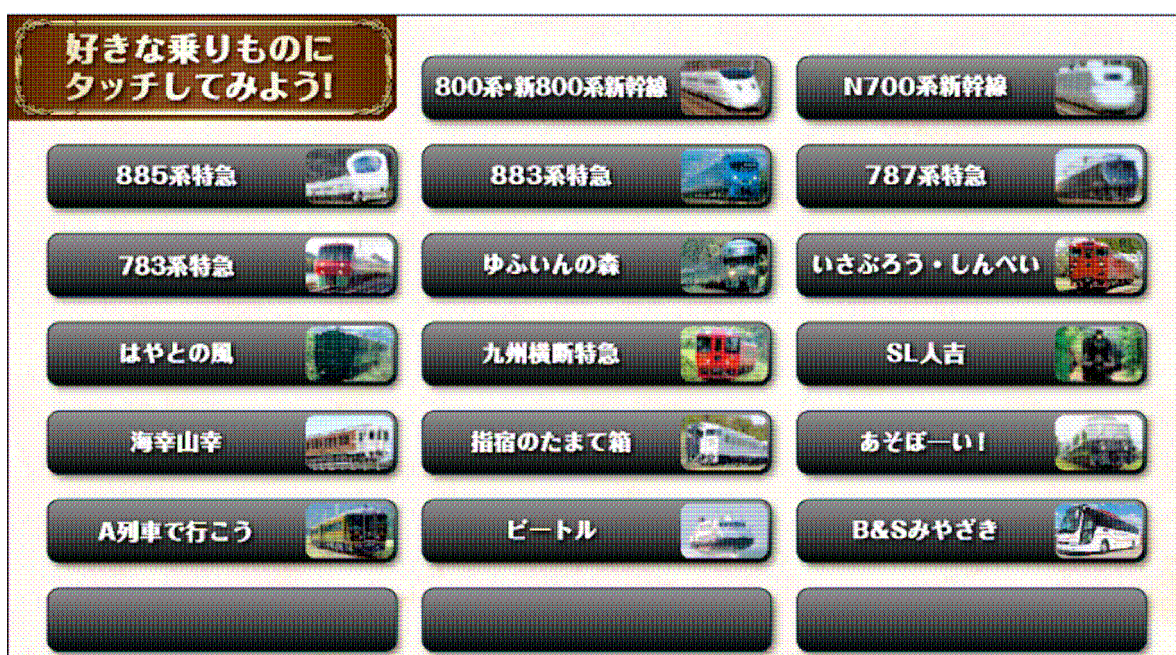 好きな乗りものに
タッチしてみよう!
800系・新800系新幹線
N700系新幹線
885系特急
883系特急
787系特急
783系特急
ゆふいんの森
いさぶろう・しんぺい
はやとの風
九州横断特急
SL人吉
海幸山幸
指宿のたまて箱
あそぼーい!
A列車で行こう
ビートル
B&Sみやざき